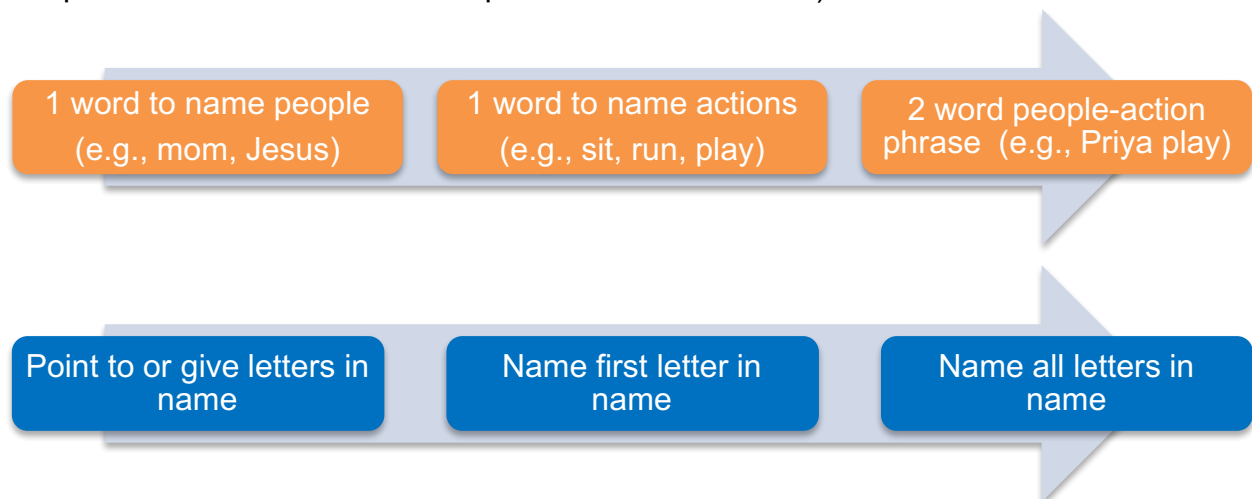 1 word to name people
(e.g., mom, Jesus)
1 word to name actions
(e.g., sit, run, play)
2 word people-action
phrase (e.g., Priya play)
Point to or give letters in
name
Name first letter in
name
Name all letters in
name